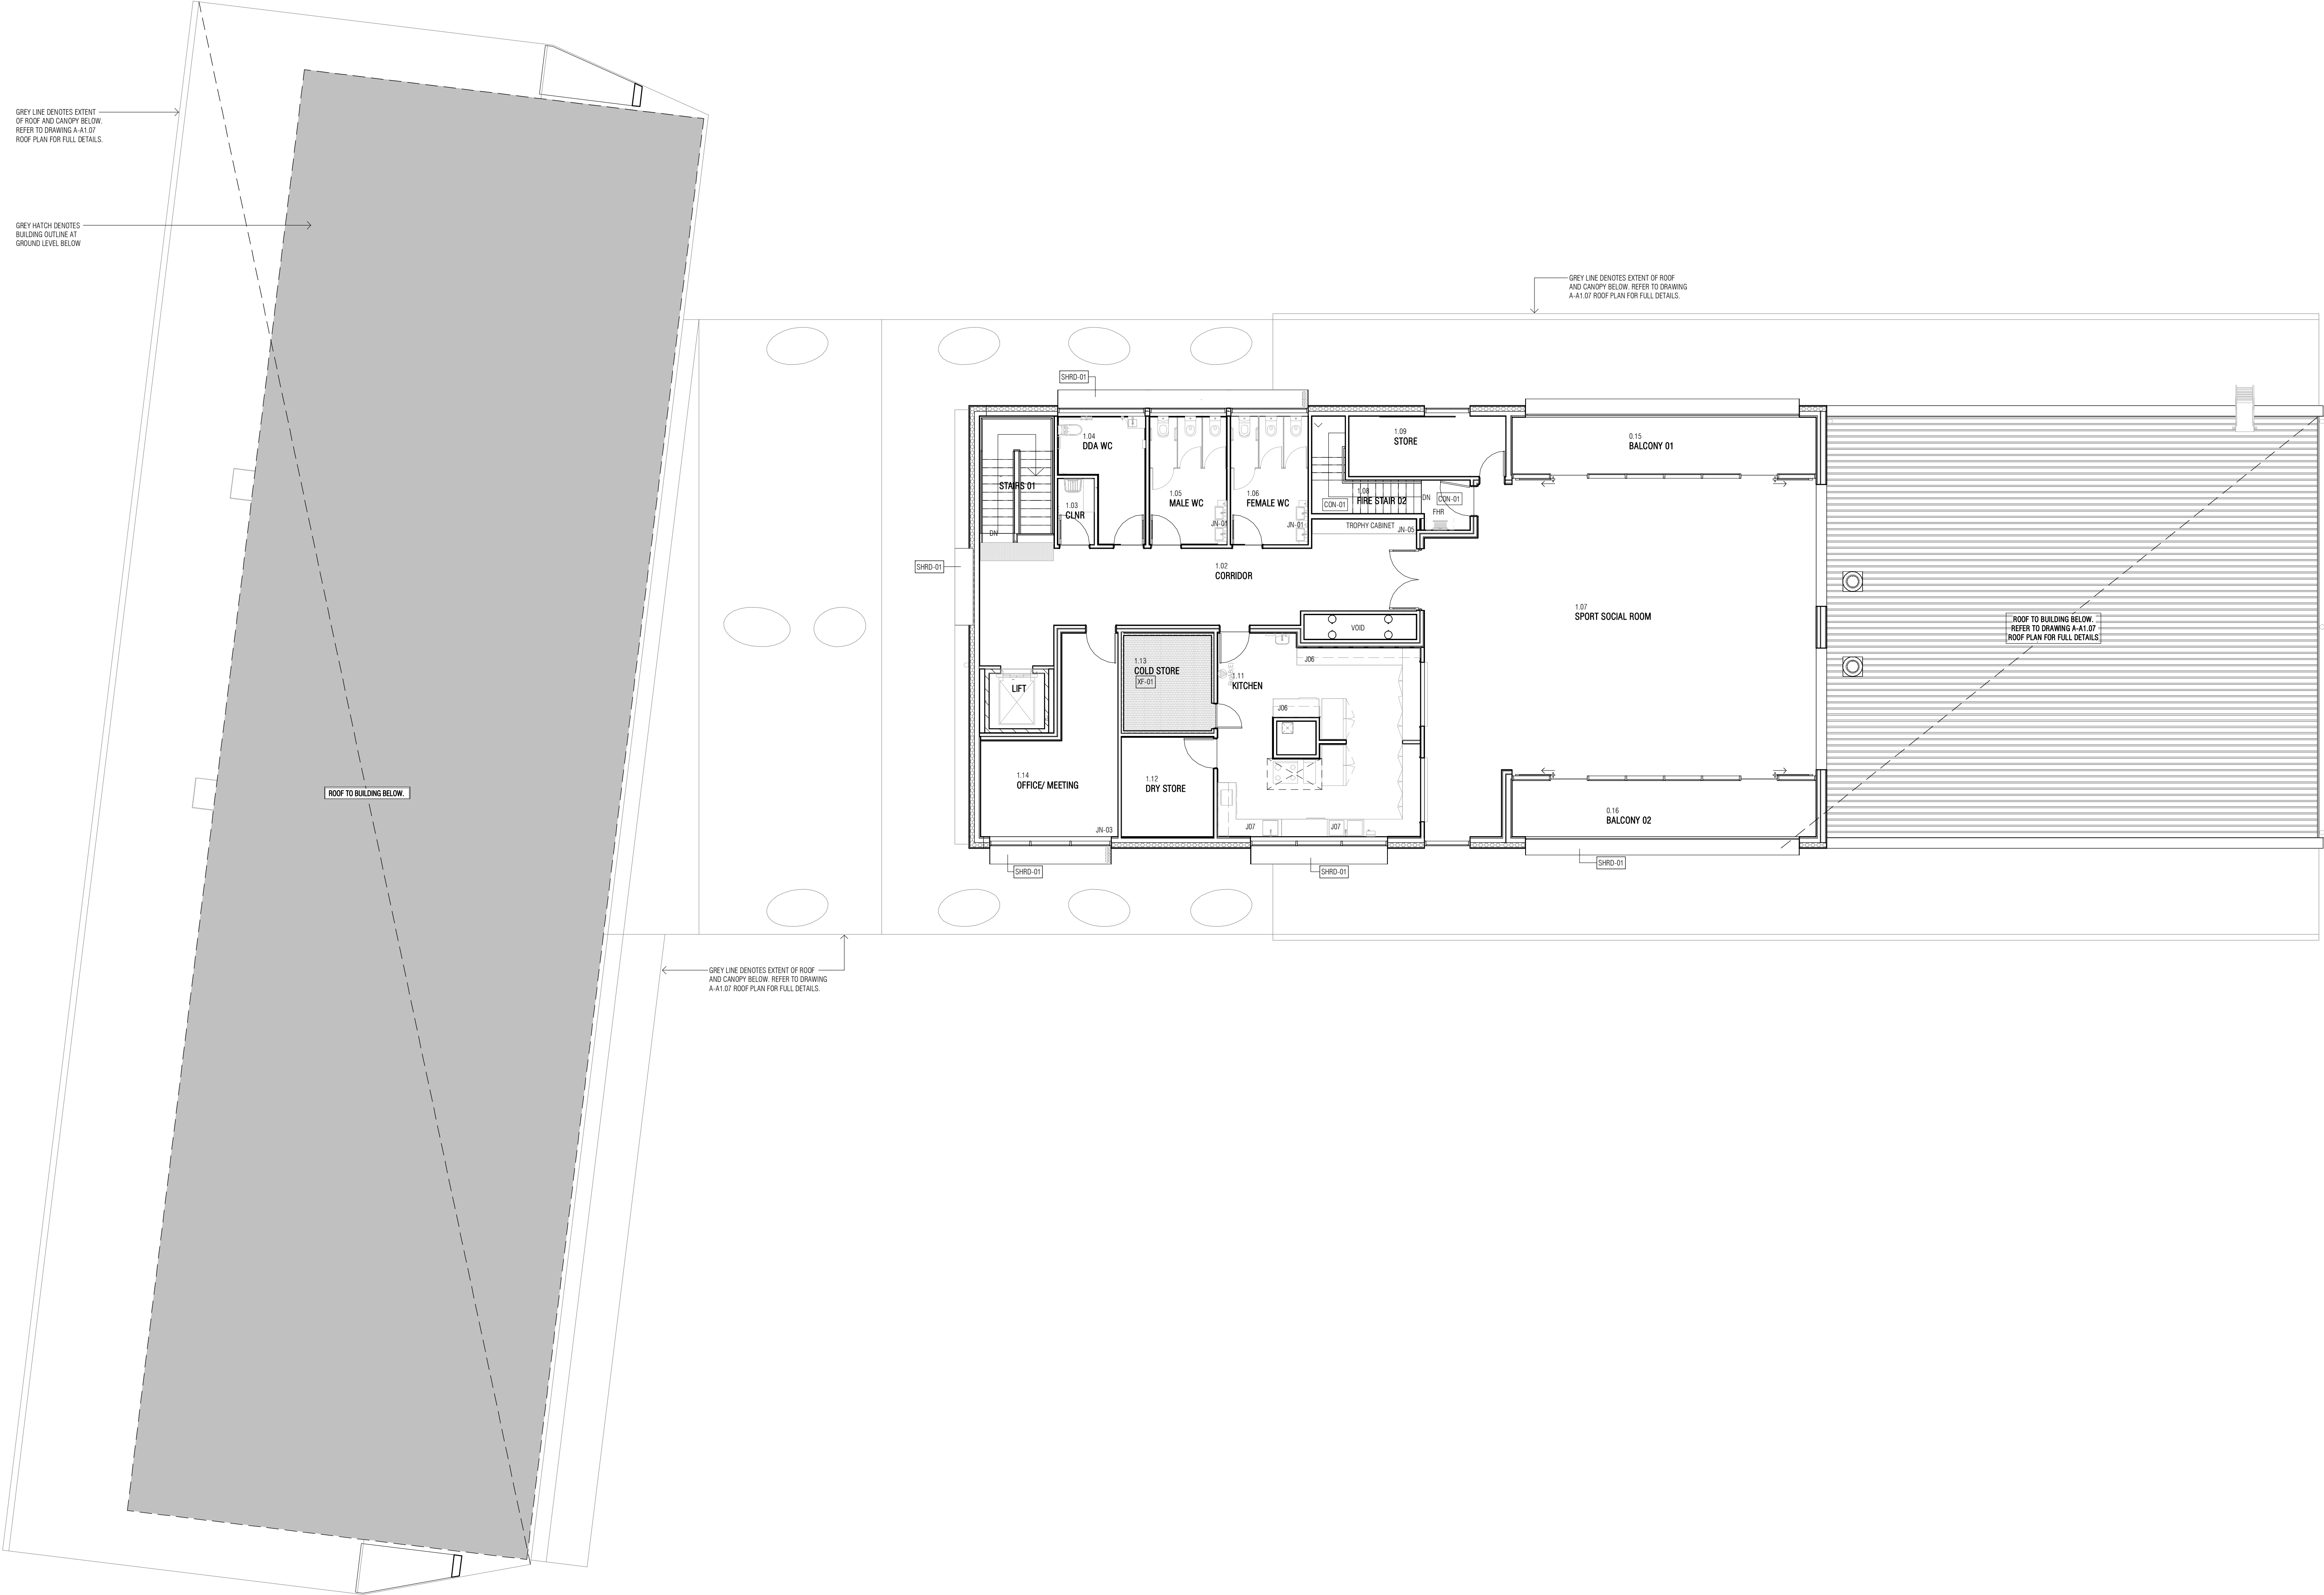 GREY LINE DENOTES EXTENT
OF ROOF AND CANOPY BELOW.
REFER TO DRAWING A-A1.07
ROOF PLAN FOR FULL DETAILS.
GREY HATCH DENOTES
BUILDING OUTLINE AT
GROUND LEVEL BELOW
GREY LINE DENOTES EXTENT OF ROOF
AND CANOPY BELOW. REFER TO DRAWING
A-A1.07 ROOF PLAN FOR FULL DETAILS.
SHRD-01
1.04
DDA WC
1.09
STORE
0.15
BALCONY 01
STAIRS 01
DN
1.03
CLNR
1.05
MALE WC
JN-01
1.06
FEMALE WC
JN-01
1.08
FIRE STAIR 02
CON-01
DN
CON-01
FHR
TROPHY CABINET
JN-05
SHRD-01
1.02
CORRIDOR
1.07
SPORT SOCIAL ROOM
ROOF TO BUILDING BELOW.
REFER TO DRAWING A-A1.07
ROOF PLAN FOR FULL DETAILS
VOID
1.13
COLD STORE
XF-01
J06
1.11
KITCHEN
LIFT
J06
1.14
OFFICE/ MEETING
1.12
DRY STORE
ROOF TO BUILDING BELOW.
0.16
BALCONY 02
JN-03
J07
J07
SHRD-01
SHRD-01
SHRD-01
GREY LINE DENOTES EXTENT OF ROOF
AND CANOPY BELOW. REFER TO DRAWING
A-A1.07 ROOF PLAN FOR FULL DETAILS.